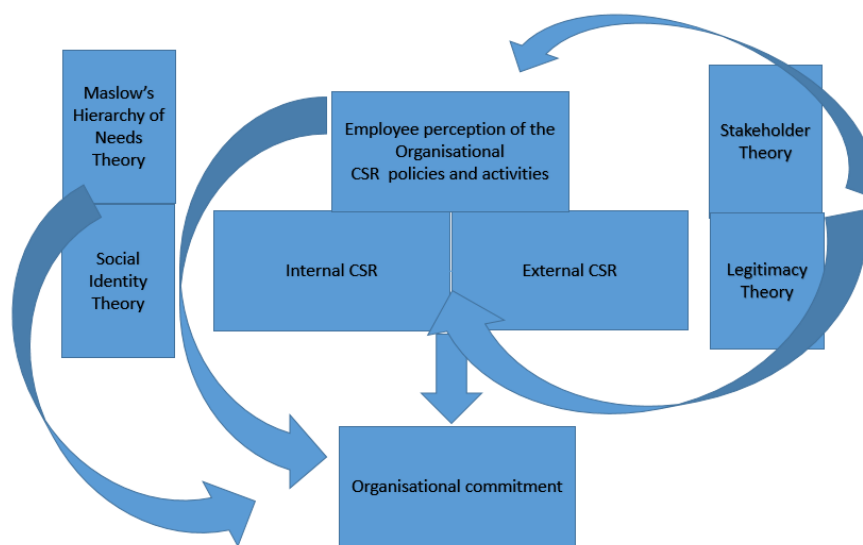 Maslow's
Hierarchy of
Needs
Theory
Social
Identity
Theory
Employee perception of the
Organisational
CSR policies and activities
Internal CSR
External CSR
Stakeholder
Theory
Legitimacy
Theory
Organisational commitment